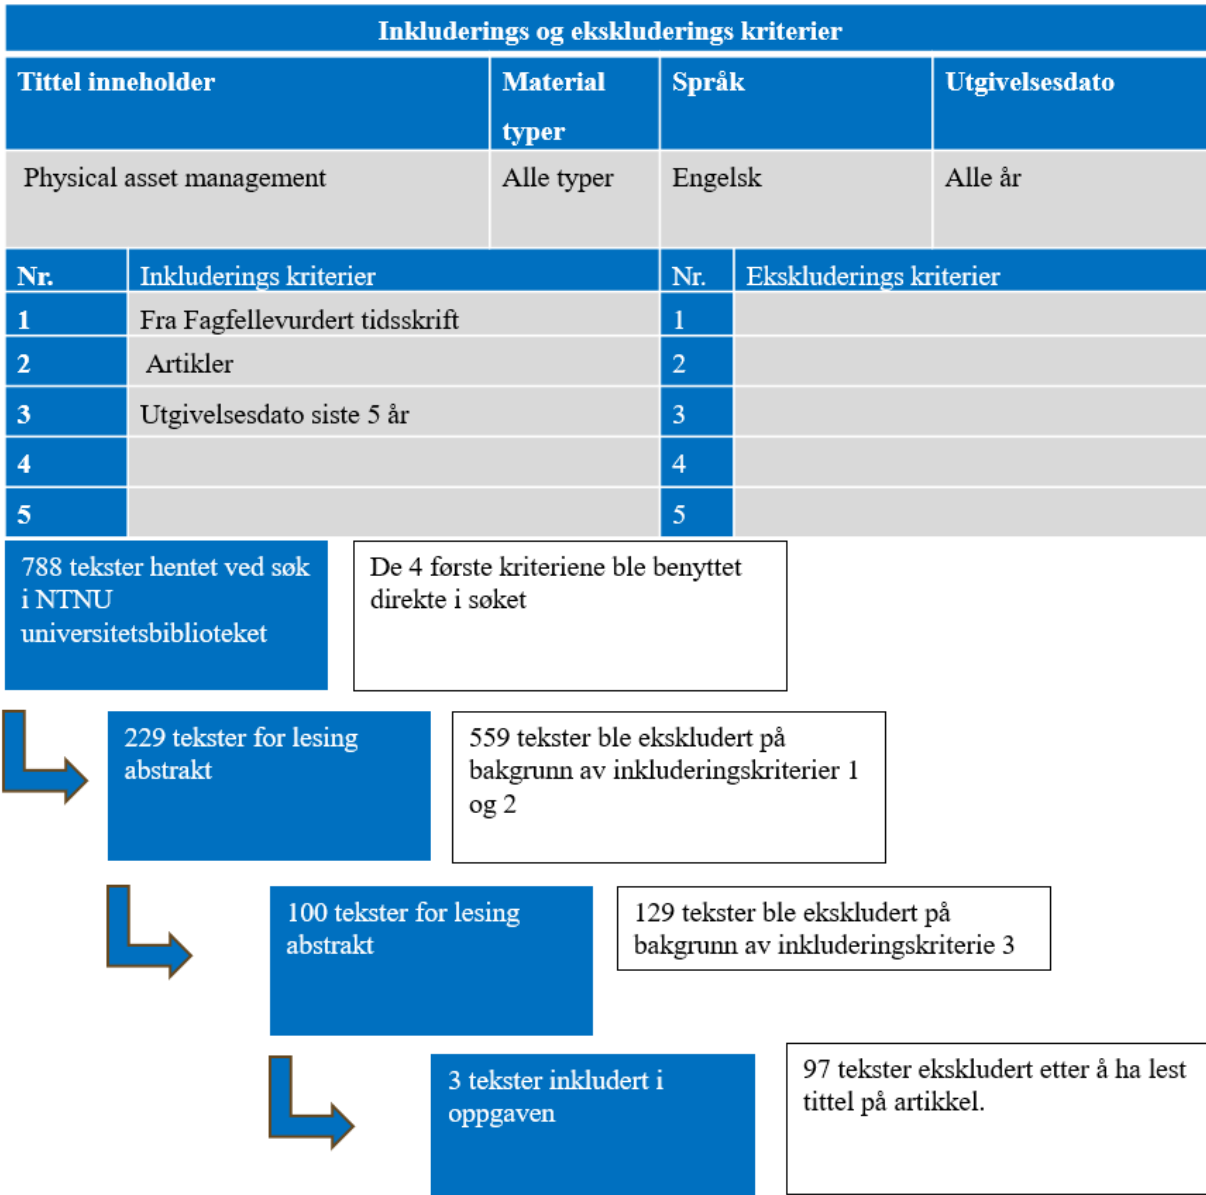 Inkluderings og ekskluderings kriterier
Tittel inneholder
Material
typer
Språk
Utgivelsesdato
Physical asset management
Alle typer
Engelsk
Alle år
Nr.
Inkluderings kriterier
Nr.
Ekskluderings kriterier
1
Fra Fagfellevurdert tidsskrift
1
2
Artikler
2
3
Utgivelsesdato siste 5 år
3
4
4
5
5
788 tekster hentet ved søk
i NTNU
universitetsbiblioteket
De 4 første kriteriene ble benyttet
direkte i søket
229 tekster for lesing
abstrakt
559 tekster ble ekskludert på
bakgrunn av inkluderingskriterier 1
og 2
100 tekster for lesing
abstrakt
129 tekster ble ekskludert på
bakgrunn av inkluderingskriterie 3
3 tekster inkludert i
oppgaven
97 tekster ekskludert etter å ha lest
tittel på artikkel.